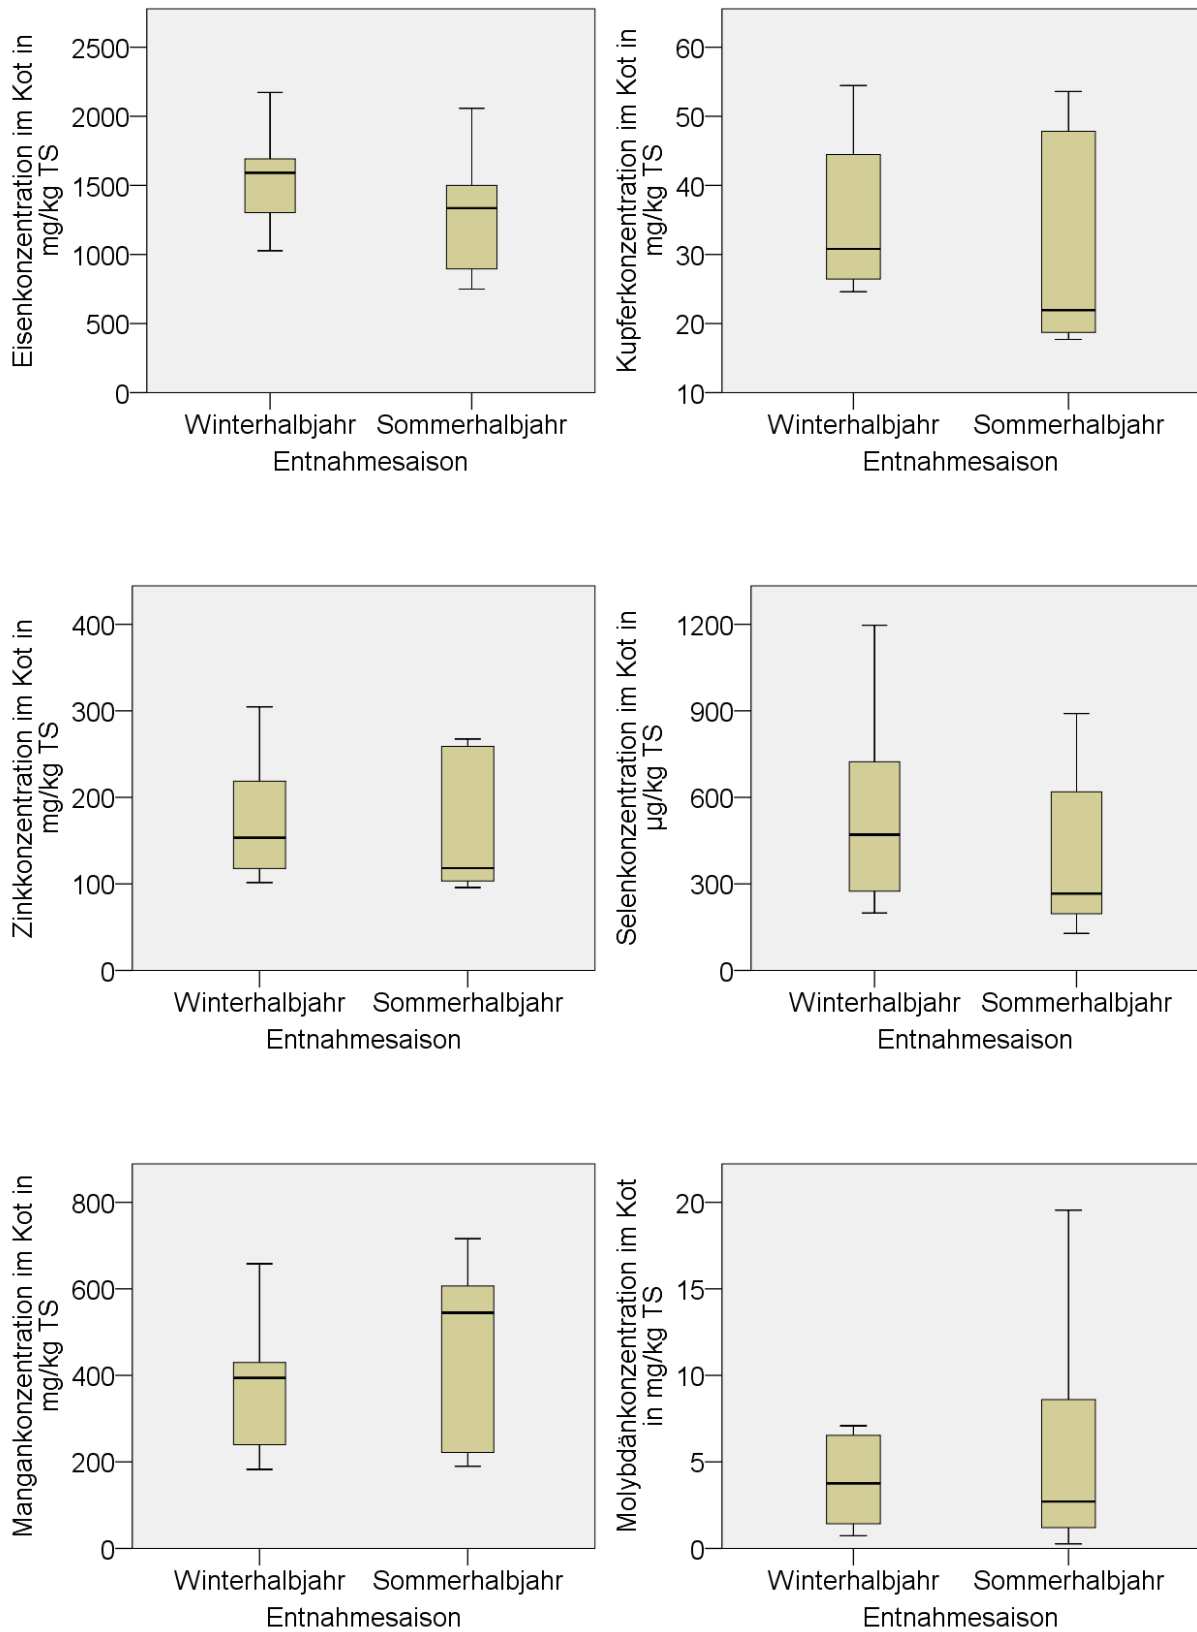 Eisenkonzentration im Kot in
mg/kg TS
2500
2000
1500
1000
500
0
Winterhalbjahr Sommerhalbjahr
Entnahmesaison
Kupferkonzentration im Kot in
mg/kg TS
60
50
40
30
20
10
Winterhalbjahr Sommerhalbjahr
Entnahmesaison
Zinkkonzentration im Kot in
mg/kg TS
400
300
200
100
0
Winterhalbjahr Sommerhalbjahr
Entnahmesaison
Selenkonzentration im Kot in
µg/kg TS
1200
900
600
300
0
Winterhalbjahr Sommerhalbjahr
Entnahmesaison
Mangankonzentration im Kot in
mg/kg TS
800
600
400
200
0
Winterhalbjahr Sommerhalbjahr
Entnahmesaison
Molybdänkonzentration im Kot
in mg/kg TS
20
15
10
5
0
Winterhalbjahr Sommerhalbjahr
Entnahmesaison